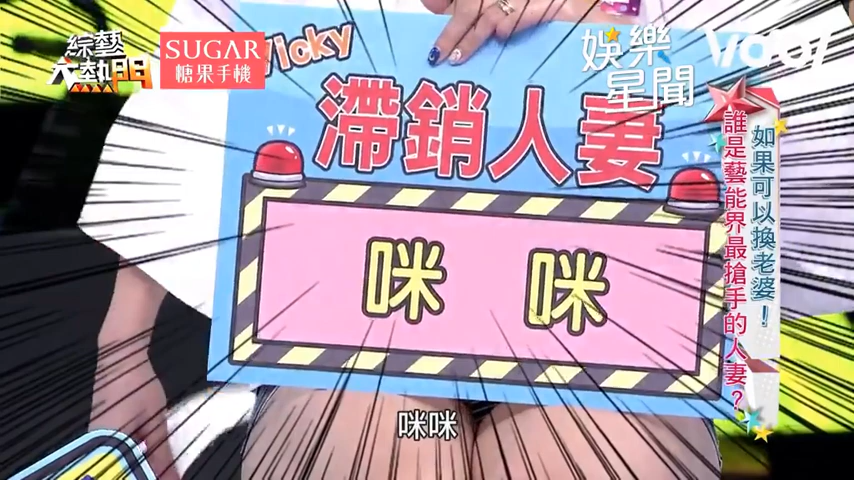 綜藝大熱門
SUGAR
糖果手機
Vicky
娛樂
星聞
滯銷人妻
咪 咪
如果可以換老婆！
誰是藝能界最搶手的人妻？
咪咪